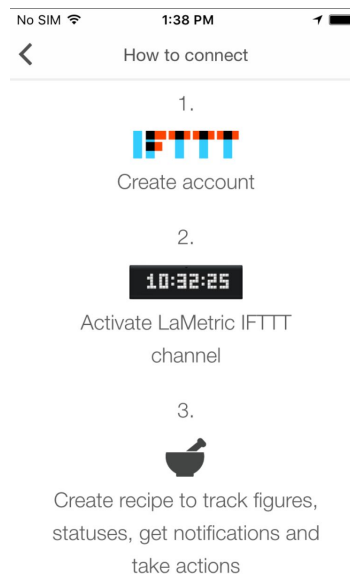 No SIM 1:38 PM
How to connect
1.
IFTTT
Create account
2.
10:32:25
Activate LaMetric IFTTT
channel
3.
Create recipe to track figures,
statuses, get notifications and
take actions